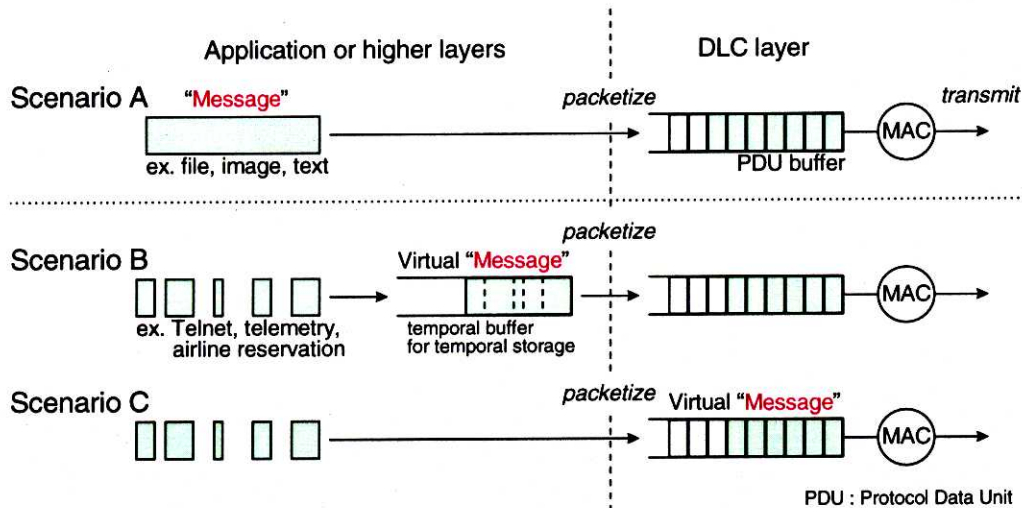 Application or higher layers
DLC layer
Scenario A
“Message”
packetize
transmit
MAC
ex. file, image, text
PDU buffer
Scenario B
packetize
Virtual “Message”
MAC
ex. Telnet, telemetry,
airline reservation
temporal buffer
for temporal storage
Scenario C
packetize
Virtual “Message”
MAC
PDU : Protocol Data Unit